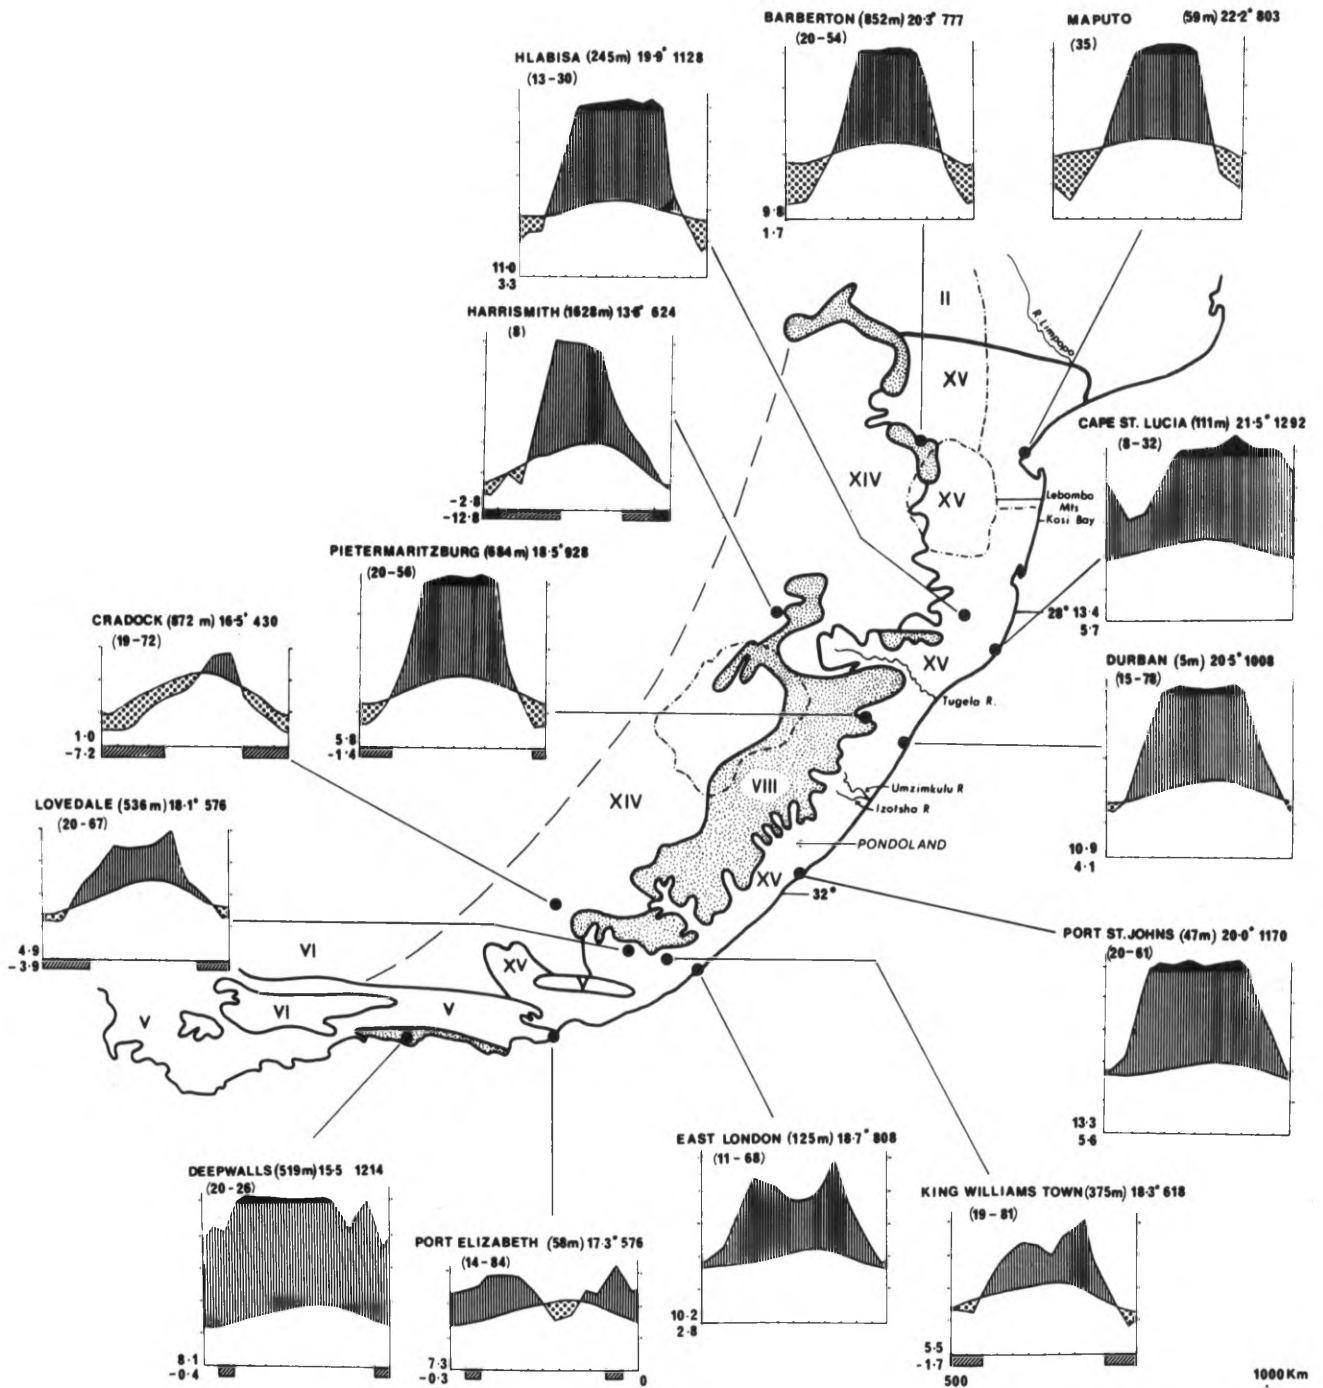 BARBERTON (852m) 20·3° 777
(20-54)
9·8
1·7
MAPUTO (59m) 22·2° 803
(35)
HLABISA (245m) 19·9° 1128
(13-30)
11·0
3·3
HARRISMITH (1628m) 13·6° 624
(8)
-2·8
-12·8
II
R. Limpopo
XV
CAPE ST. LUCIA (111m) 21·5° 1292
(8-32)
13·4
5·7
XIV
XV
Lebombo
Mts
Kosi Bay
28°
PIETERMARITZBURG (684m) 18·5° 928
(20-56)
5·8
-1·4
CRADOCK (872 m) 16·5° 430
(19-72)
1·0
-7·2
XV
Tugela R.
DURBAN (5m) 20·5° 1008
(15-78)
10·9
4·1
VIII
XIV
Umzimkulu R
Izotsha R
PONDOLAND
XV
32°
LOVEDALE (536m) 18·1° 576
(20-67)
4·9
-3·9
PORT ST. JOHNS (47m) 20·0° 1170
(20-61)
13·3
5·6
VI
XV
V
V
VI
V
DEEPWALLS (519m) 15·5 1214
(20-26)
8·1
-0·4
PORT ELIZABETH (58m) 17·3° 576
(14-84)
7·3
-0·3
EAST LONDON (125m) 18·7° 808
(11-68)
10·2
2·8
KING WILLIAMS TOWN (375m) 18·3° 618
(19-81)
5·5
-1·7
0 500 1000 Km